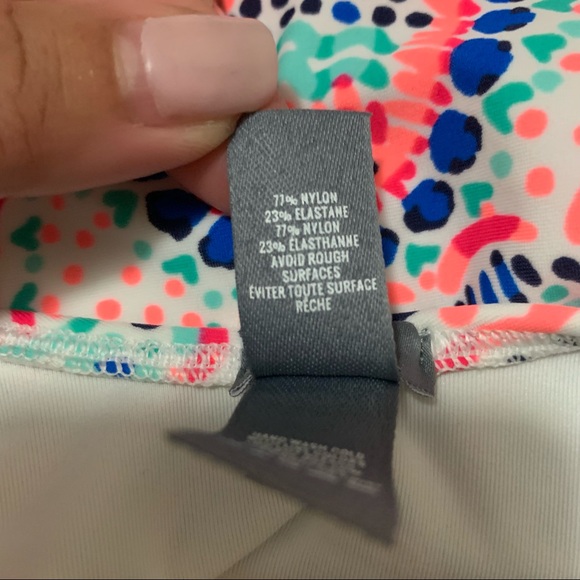 77% NYLON
23% ELASTANE
77% NYLON
23% ÉLASTHANNE
AVOID ROUGH
SURFACES
ÉVITER TOUTE SURFACE
RÊCHE